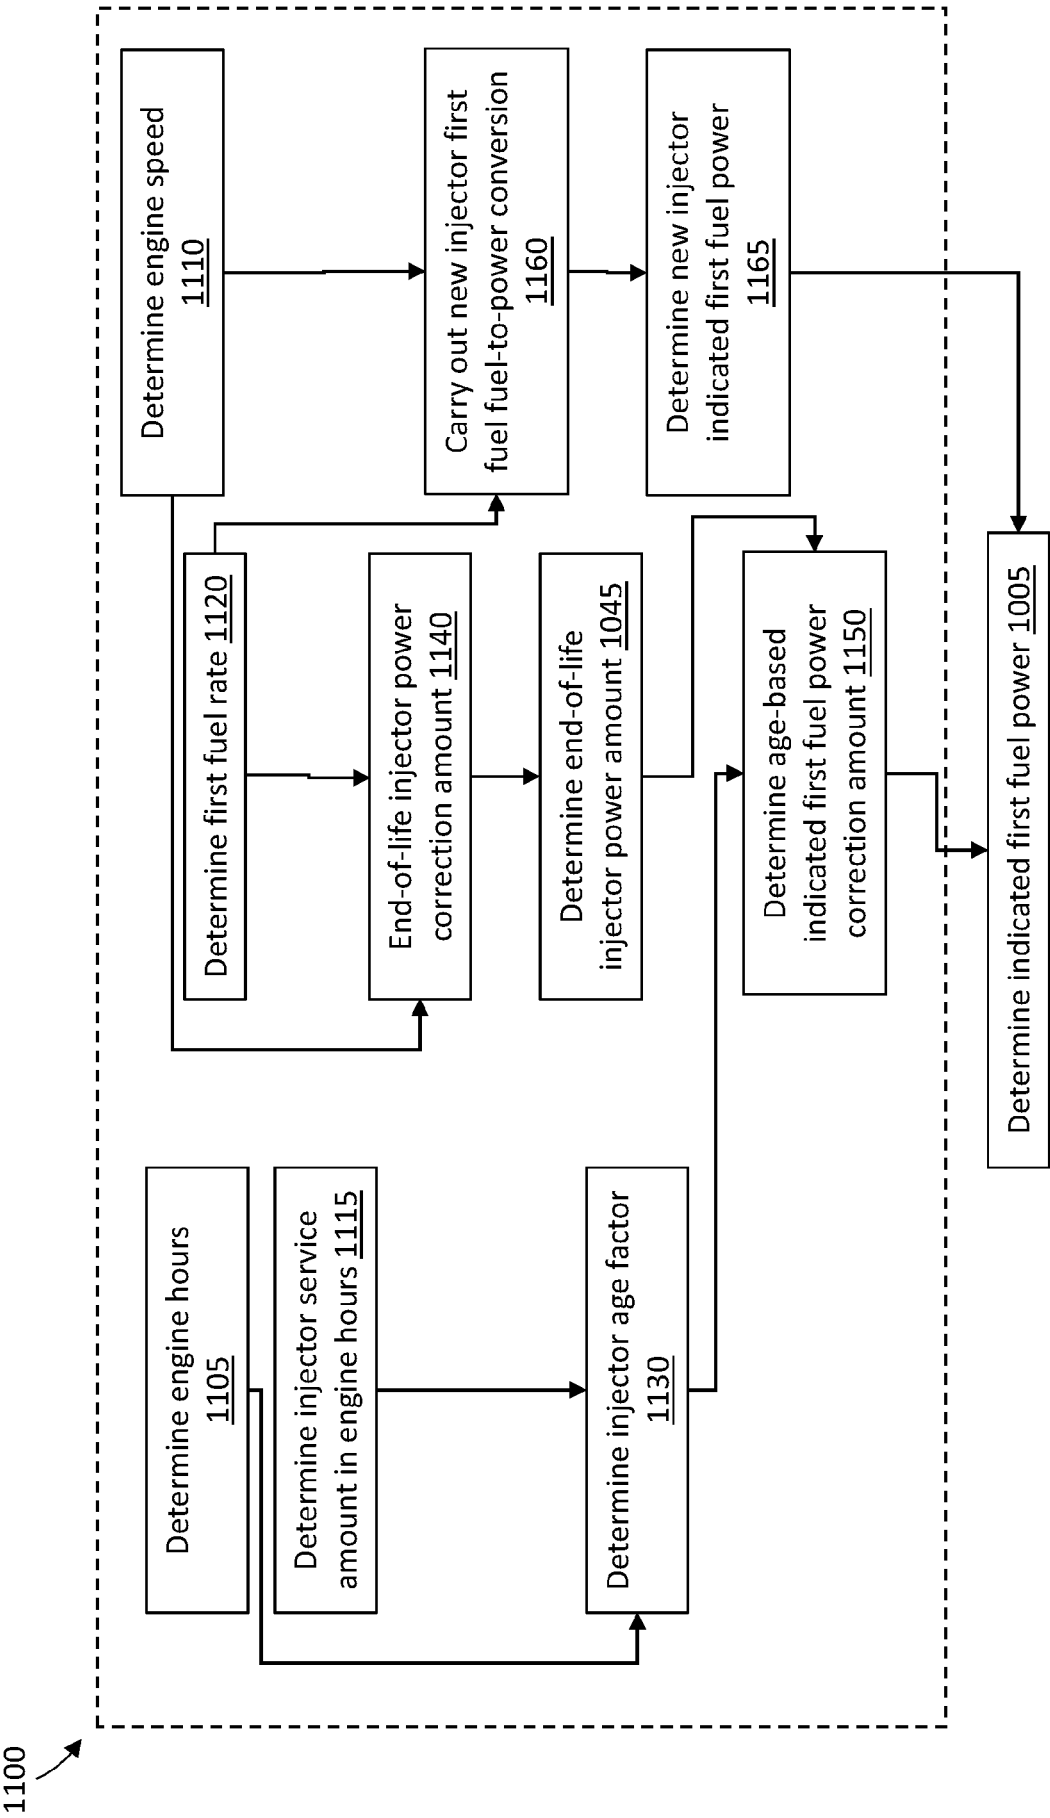 1100
Determine engine hours
1105
Determine injector service
amount in engine hours 1115
Determine injector age factor
1130
Determine first fuel rate 1120
End-of-life injector power
correction amount 1140
Determine end-of-life
injector power amount 1045
Determine age-based
indicated first fuel power
correction amount 1150
Determine engine speed
1110
Carry out new injector first
fuel fuel-to-power conversion
1160
Determine new injector
indicated first fuel power
1165
Determine indicated first fuel power 1005